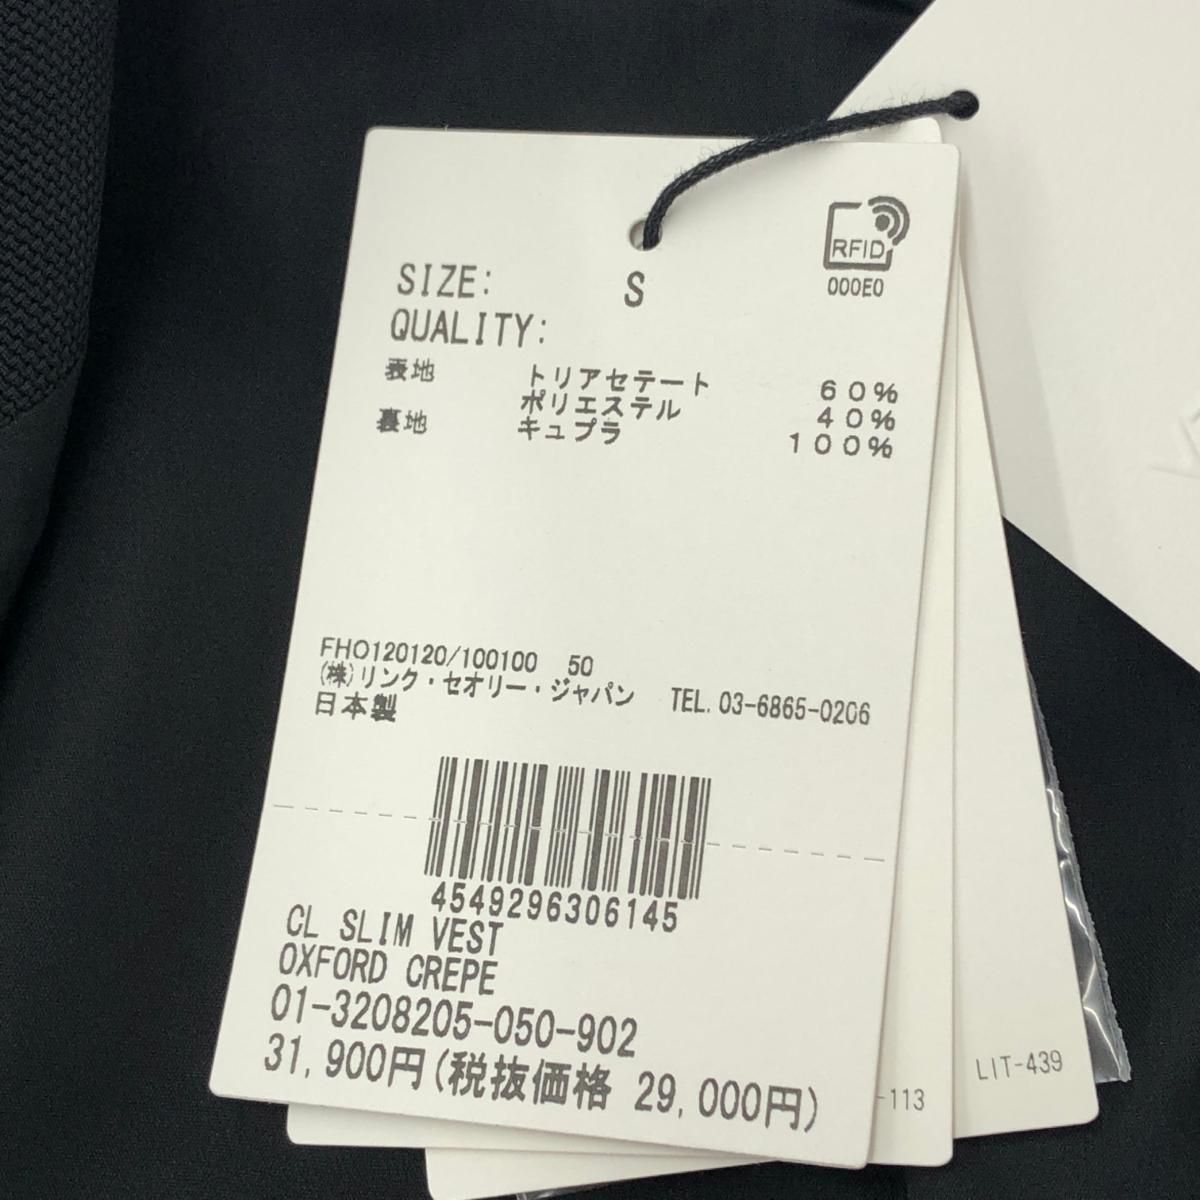 RFID
000E0
SIZE: S
QUALITY:
表地 トリアセテート 60%
ポリエステル 40%
裏地 キュプラ 100%
FHO120120/100100 50
(株)リンク・セオリー・ジャパン TEL.03-6865-0206
日本製
4549296306145
CL SLIM VEST
OXFORD CREPE
01-3208205-050-902
31,900円(税抜価格 29,000円)
-113
LIT-439